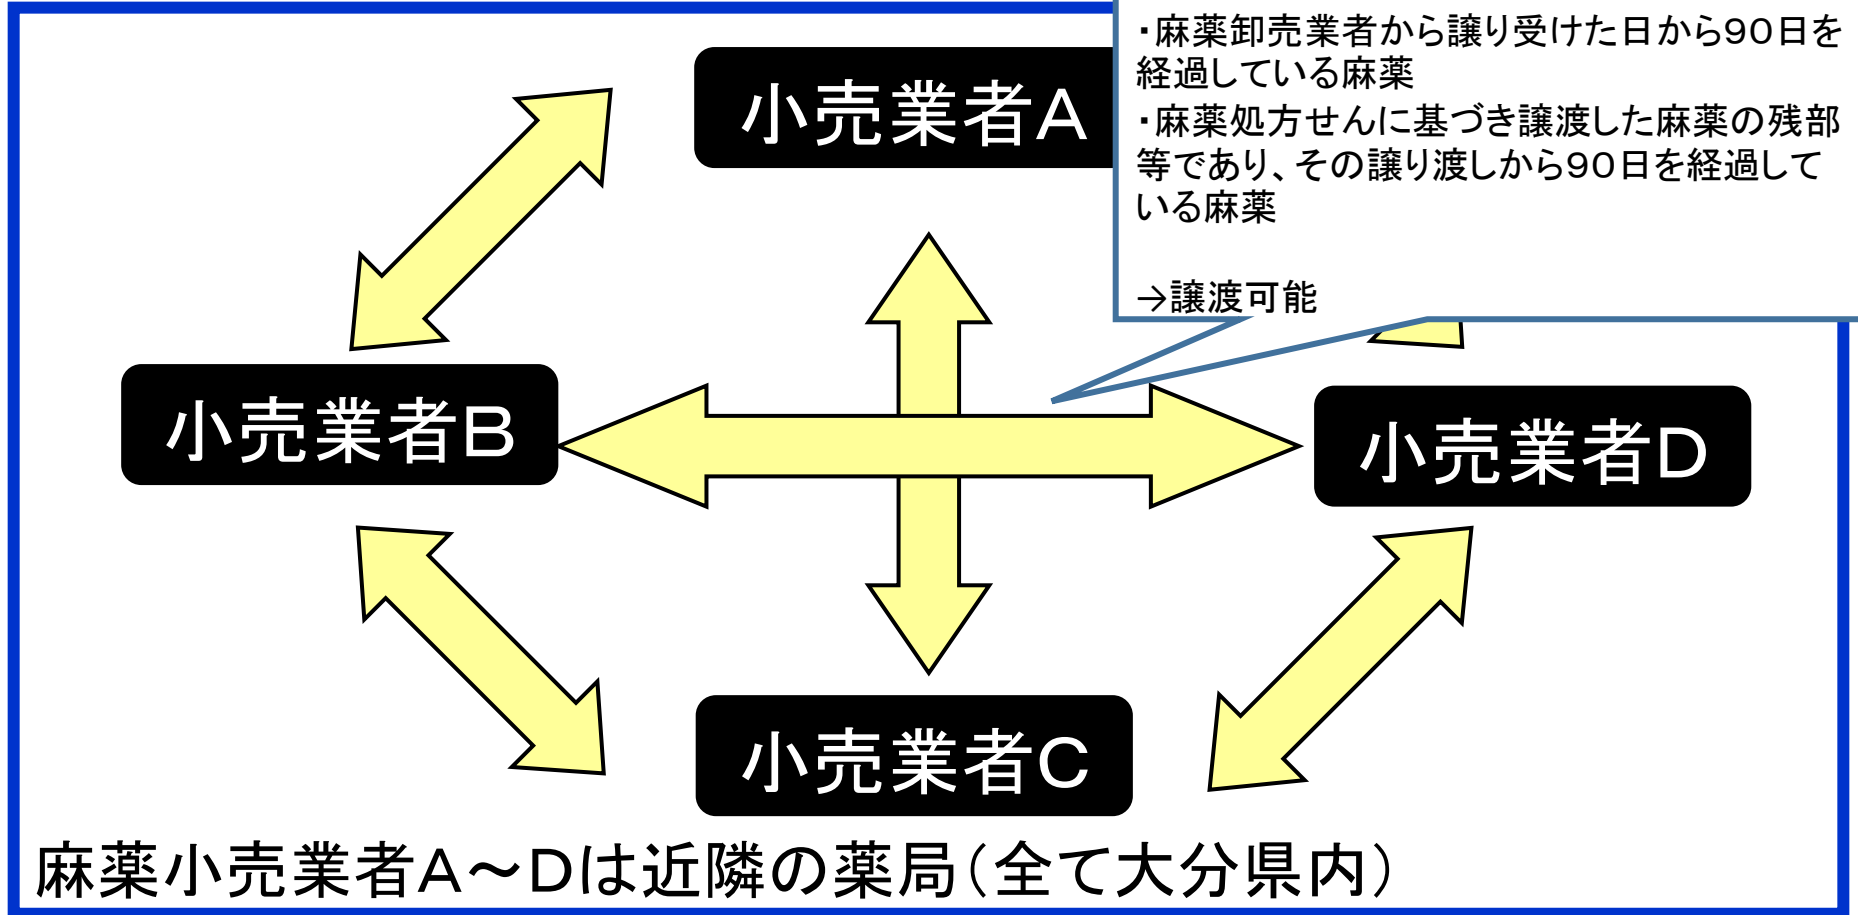 ・麻薬卸売業者から譲り受けた日から90日を
経過している麻薬
・麻薬処方せんに基づき譲渡した麻薬の残部
等であり、その譲り渡しから90日を経過して
いる麻薬
→譲渡可能
小売業者A
小売業者B
小売業者D
小売業者C
麻薬小売業者A～Dは近隣の薬局（全て大分県内）